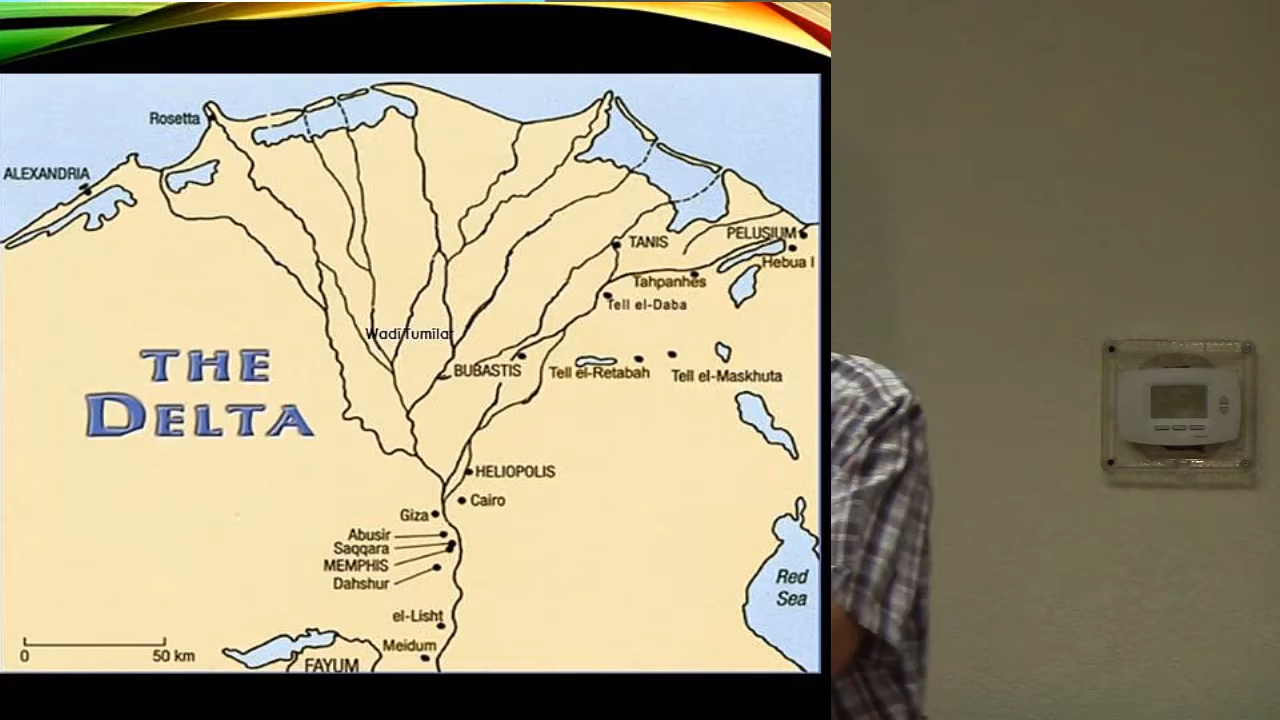 Rosetta
ALEXANDRIA
TANIS
PELUSIUM
Hebua I
Tahpanhes
Tell el-Daba
Wadi Tumilat
BUBASTIS
Tell el-Retabah
Tell el-Maskhuta
THE
DELTA
HELIOPOLIS
Cairo
Giza
Abusir
Saqqara
MEMPHIS
Dahshur
Red
Sea
el-Lisht
Meidum
0
50 km
FAYUM